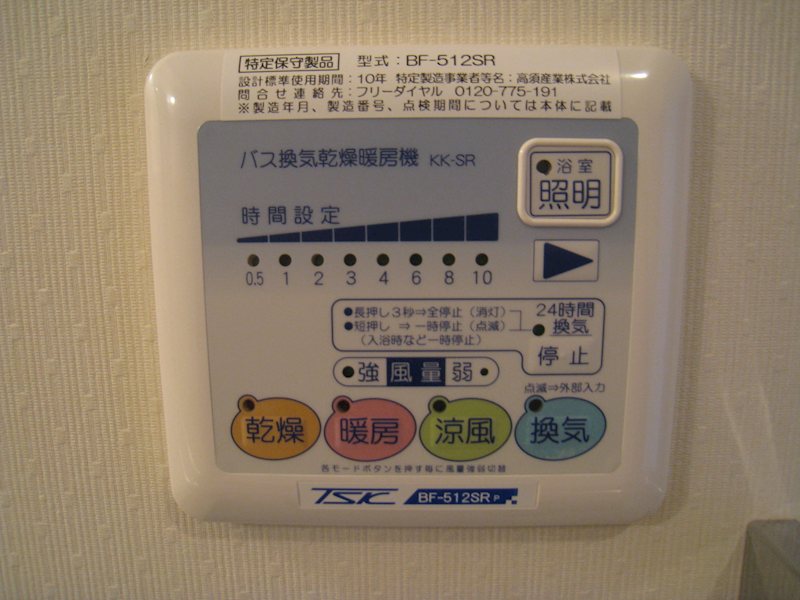 特定保守製品 型式：BF-512SR
設計標準使用期間：10年 特定製造事業者等名：高須産業株式会社
問合せ連絡先：フリーダイヤル 0120-775-191
※製造年月、製造番号、点検期間については本体に記載
バス換気乾燥暖房機 KK-SR
浴室
照明
時間設定
0.5 1 2 3 4 6 8 10
●長押し3秒⇒全停止（消灯）
●短押し ⇒一時停止（点滅）
（入浴時など一時停止）
24時間
換気
停止
強 風量 弱
点滅⇒外部入力
乾燥 暖房 涼風 換気
各モードボタンを押す毎に風量強弱切替
TSK BF-512SR P